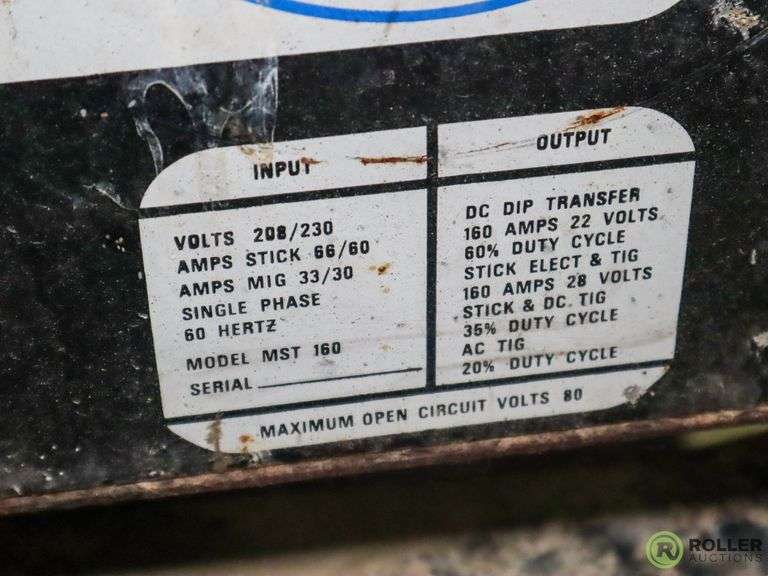 INPUT
VOLTS 208/230
AMPS STICK 66/60
AMPS MIG 33/30
SINGLE PHASE
60 HERTZ
MODEL MST 160
SERIAL
OUTPUT
DC DIP TRANSFER
160 AMPS 22 VOLTS
60% DUTY CYCLE
STICK ELECT & TIG
160 AMPS 28 VOLTS
STICK & DC. TIG
35% DUTY CYCLE
AC TIG
20% DUTY CYCLE
MAXIMUM OPEN CIRCUIT VOLTS 80
R ROLLER
AUCTIONS